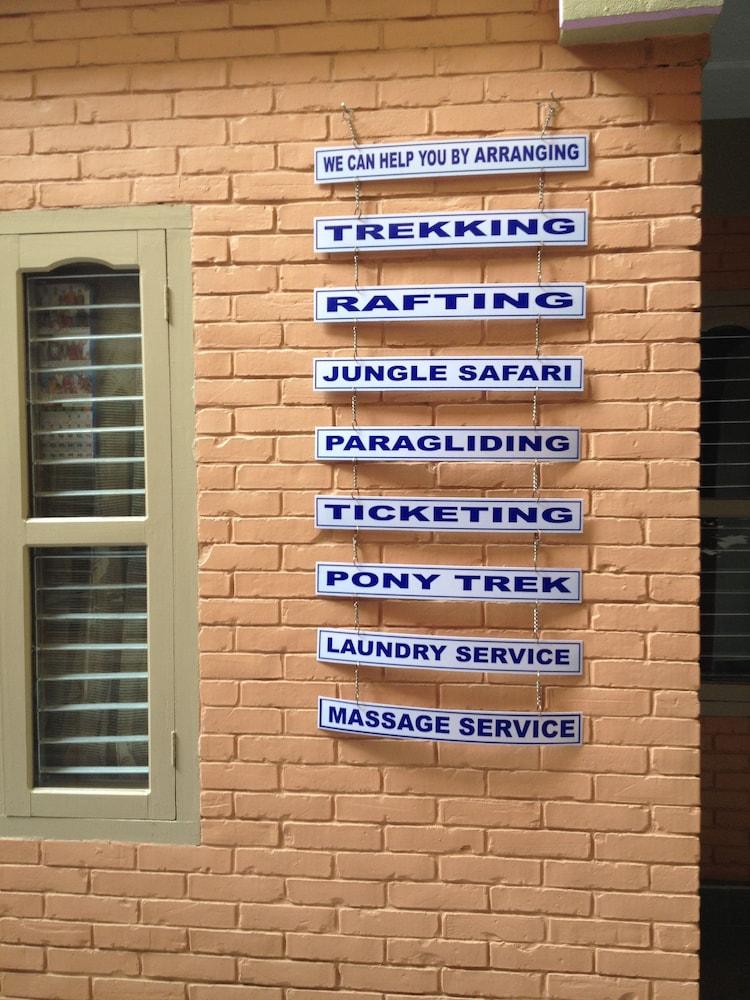 WE CAN HELP YOU BY ARRANGING
TREKKING
RAFTING
JUNGLE SAFARI
PARAGLIDING
TICKETING
PONY TREK
LAUNDRY SERVICE
MASSAGE SERVICE